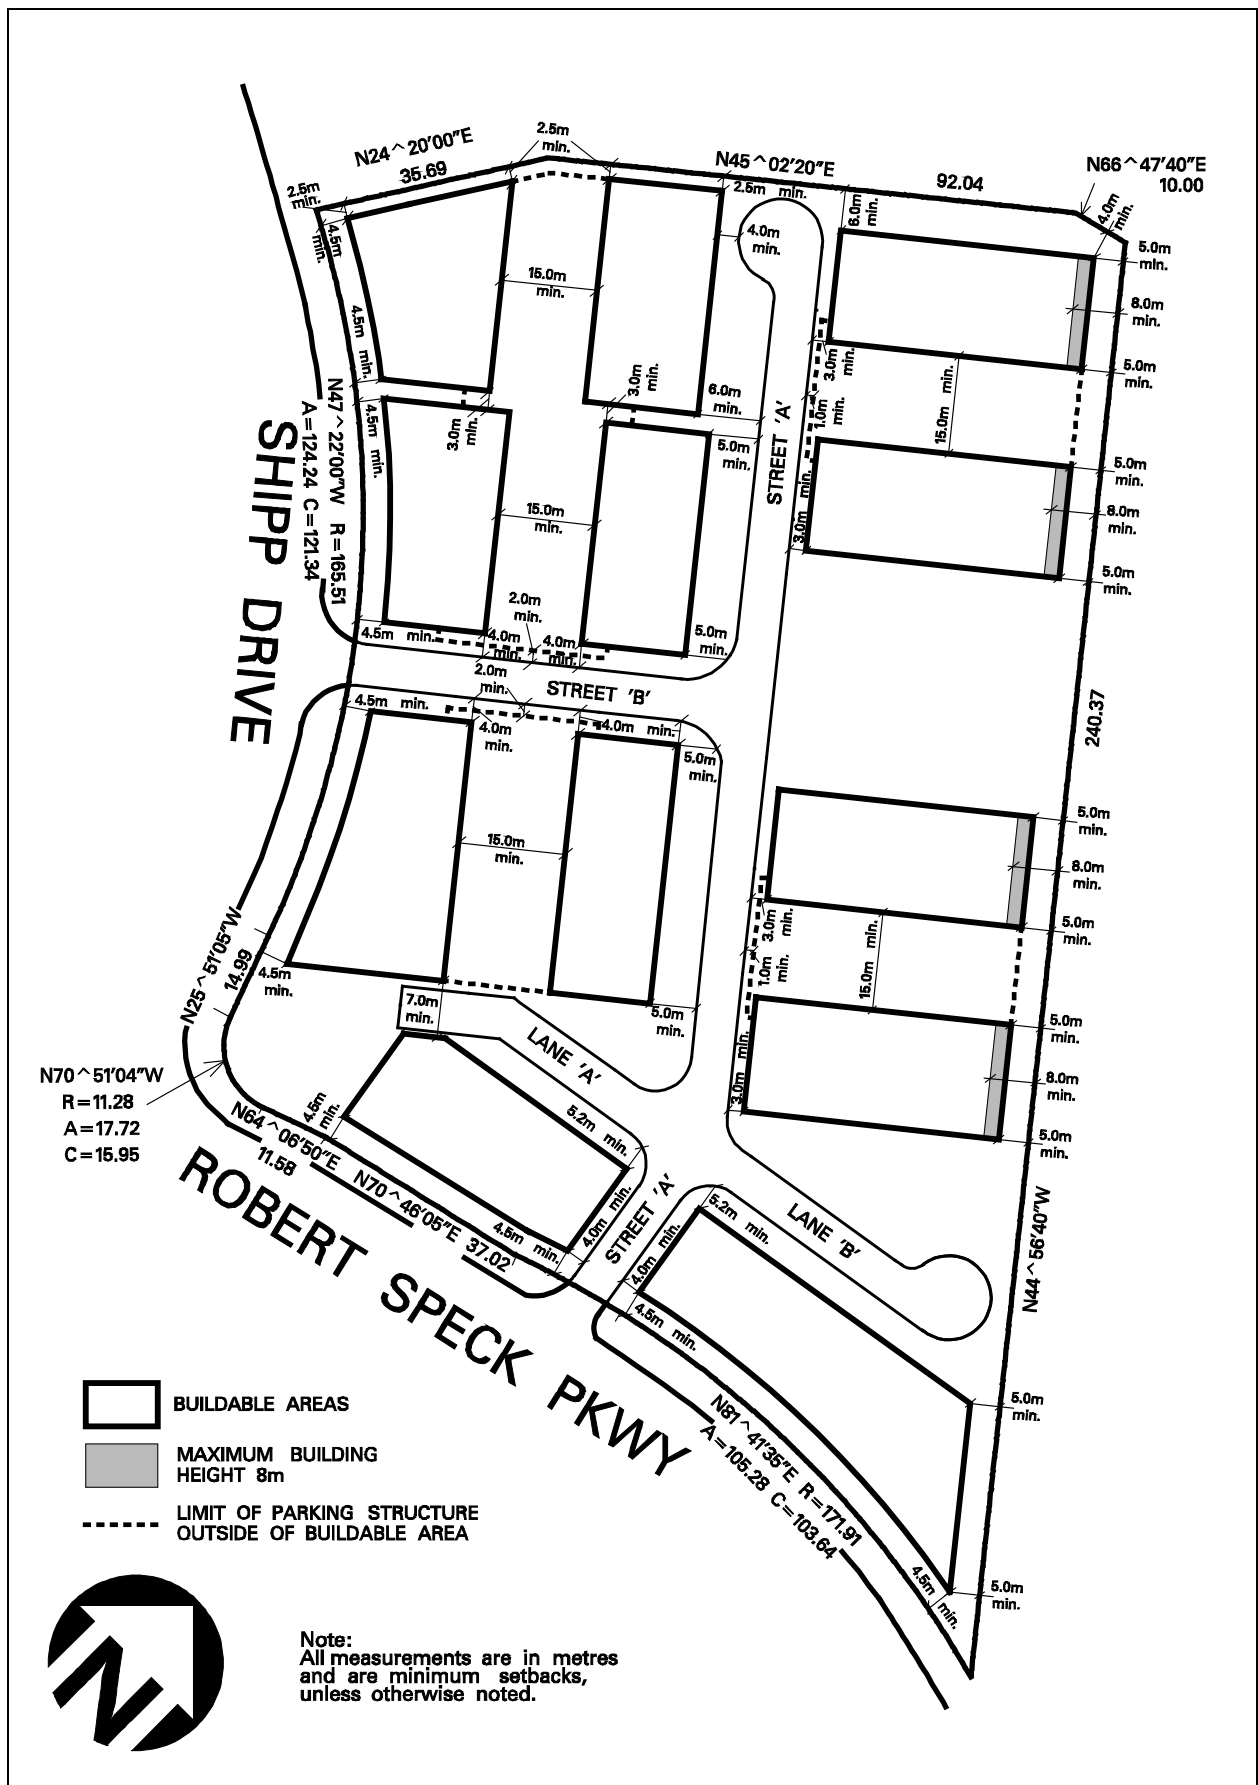 2.5m
min.
N24^20'00"E
35.69
N45^02'20"E
92.04
N66^47'40"E
10.00
2.5m
min.
2.5m min.
4.5m
min.
6.0m
min.
4.0m
min.
5.0m
min.
4.0m
min.
15.0m
min.
8.0m
min.
4.5m min.
3.0m
min.
3.0m
min.
5.0m
min.
6.0m
min.
1.0m
min.
15.0m min.
N47^22'00"W R=165.51
A=124.24 C=121.34
4.5m min.
3.0m
min.
5.0m
min.
STREET 'A'
5.0m
min.
SHIPP DRIVE
15.0m
min.
3.0m min.
8.0m
min.
5.0m
min.
2.0m
min.
4.5m min.
4.0m
min.
4.0m
min.
5.0m
min.
2.0m
min.
STREET 'B'
4.5m min.
4.0m
min.
4.0m min.
5.0m
min.
240.37
15.0m
min.
5.0m
min.
8.0m
min.
3.0m
min.
5.0m
min.
N25^51'05"W
14.99
4.5m
min.
1.0m
min.
15.0m min.
7.0m
min.
5.0m
min.
5.0m
min.
LANE 'A'
3.0m min.
8.0m
min.
N70^51'04"W
R=11.28
A=17.72
C=15.95
4.5m
min.
5.2m min.
5.0m
min.
N64^06'50"E
11.58
N70^46'05"E 37.02
4.5m min.
4.0m min.
STREET 'A'
5.2m min.
LANE 'B'
N44^56'40"W
ROBERT SPECK PKWY
4.0m min.
4.5m min.
5.0m
min.
N81^41'35"E R=171.91
A=105.28 C=103.64
4.5m min.
5.0m
min.
BUILDABLE AREAS
MAXIMUM BUILDING
HEIGHT 8m
LIMIT OF PARKING STRUCTURE
OUTSIDE OF BUILDABLE AREA
N
Note:
All measurements are in metres
and are minimum setbacks,
unless otherwise noted.